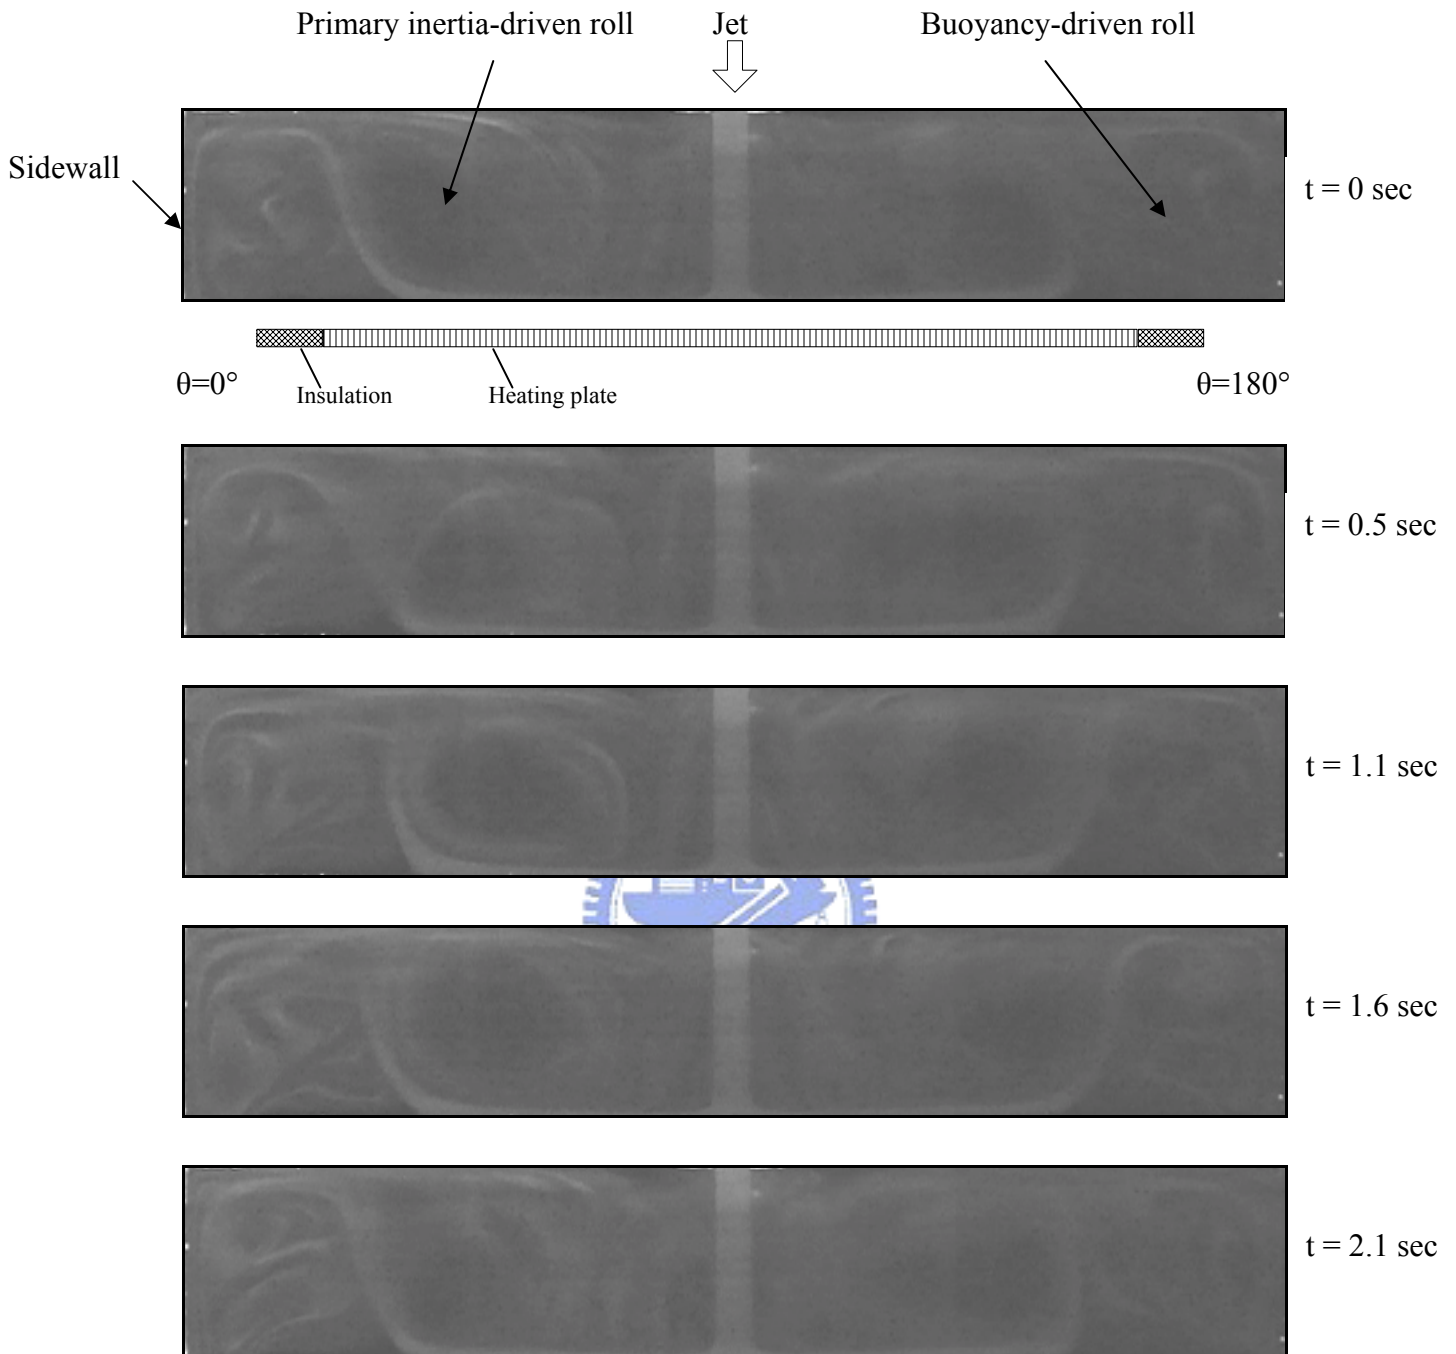 Primary inertia-driven roll
Jet
Buoyancy-driven roll
Sidewall
t = 0 sec
θ=0°
Insulation
Heating plate
θ=180°
t = 0.5 sec
t = 1.1 sec
t = 1.6 sec
t = 2.1 sec